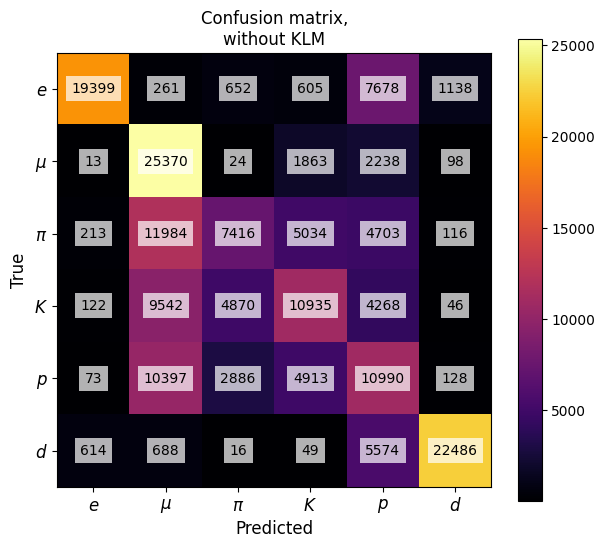 Confusion matrix,
without KLM
e 19399 261 652 605 7678 1138
μ 13 25370 24 1863 2238 98
π 213 11984 7416 5034 4703 116
K 122 9542 4870 10935 4268 46
p 73 10397 2886 4913 10990 128
d 614 688 16 49 5574 22486
e μ π K p d
True
Predicted
25000
20000
15000
10000
5000